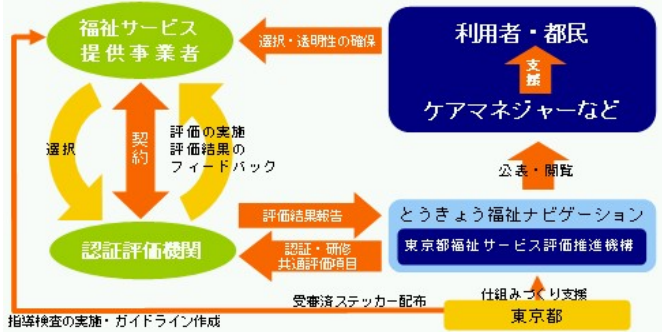 福祉サービス
提供事業者
選択・透明性の確保
利用者・都民
支援
ケアマネジャーなど
選択
契約
評価の実施
評価結果の
フィードバック
公表・閲覧
評価結果報告
とうきょう福祉ナビゲーション
東京都福祉サービス評価推進機構
認証評価機関
認証・研修
共通評価項目
受審済ステッカー配布
仕組みづくり支援
指導検査の実施・ガイドライン作成
東京都